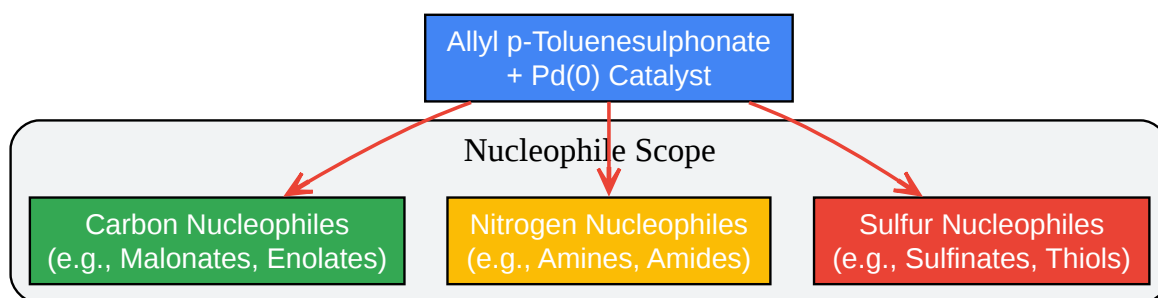 Allyl p-Toluenesulphonate
+ Pd(0) Catalyst
Nucleophile Scope
Carbon Nucleophiles
(e.g., Malonates, Enolates)
Nitrogen Nucleophiles
(e.g., Amines, Amides)
Sulfur Nucleophiles
(e.g., Sulfinates, Thiols)